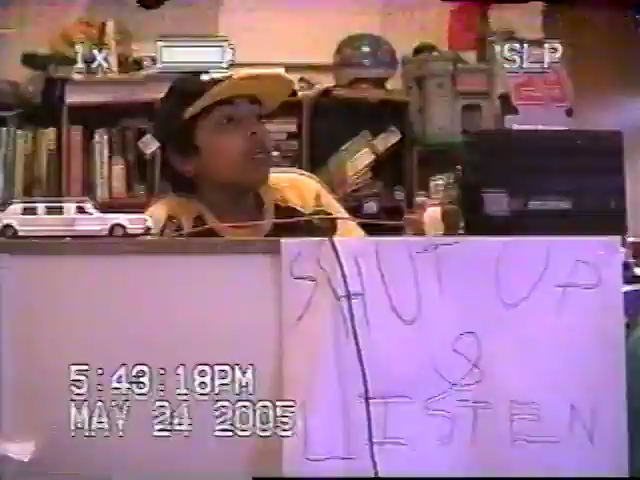 1x SLP
SHUT UP
&
LISTEN
5:43:18PM
MAY 24 2005